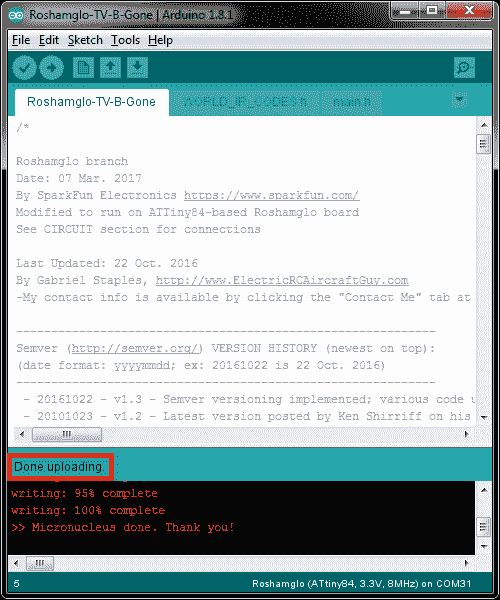 Roshamglo-TV-B-Gone | Arduino 1.8.1
File Edit Sketch Tools Help
Roshamglo-TV-B-Gone WORLD_IR_CODES.h main.h
/*
Roshamglo branch
Date: 07 Mar. 2017
By SparkFun Electronics https://www.sparkfun.com/
Modified to run on ATTiny84-based Roshamglo board
See CIRCUIT section for connections
Last Updated: 22 Oct. 2016
By Gabriel Staples, http://www.ElectricRCAircraftGuy.com
-My contact info is available by clicking the "Contact Me" tab at
------------------------------------------------------------
Semver (http://semver.org/) VERSION HISTORY (newest on top):
(date format: yyyymmdd; ex: 20161022 is 22 Oct. 2016)
------------------------------------------------------------
- 20161022 - v1.3 - Semver versioning implemented; various code u
- 20101023 - v1.2 - Latest version posted by Ken Shirriff on his
Done uploading.
writing: 95% complete
writing: 100% complete
>> Micronucleus done. Thank you!
5 Roshamglo (ATtiny84, 3.3V, 8MHz) on COM31